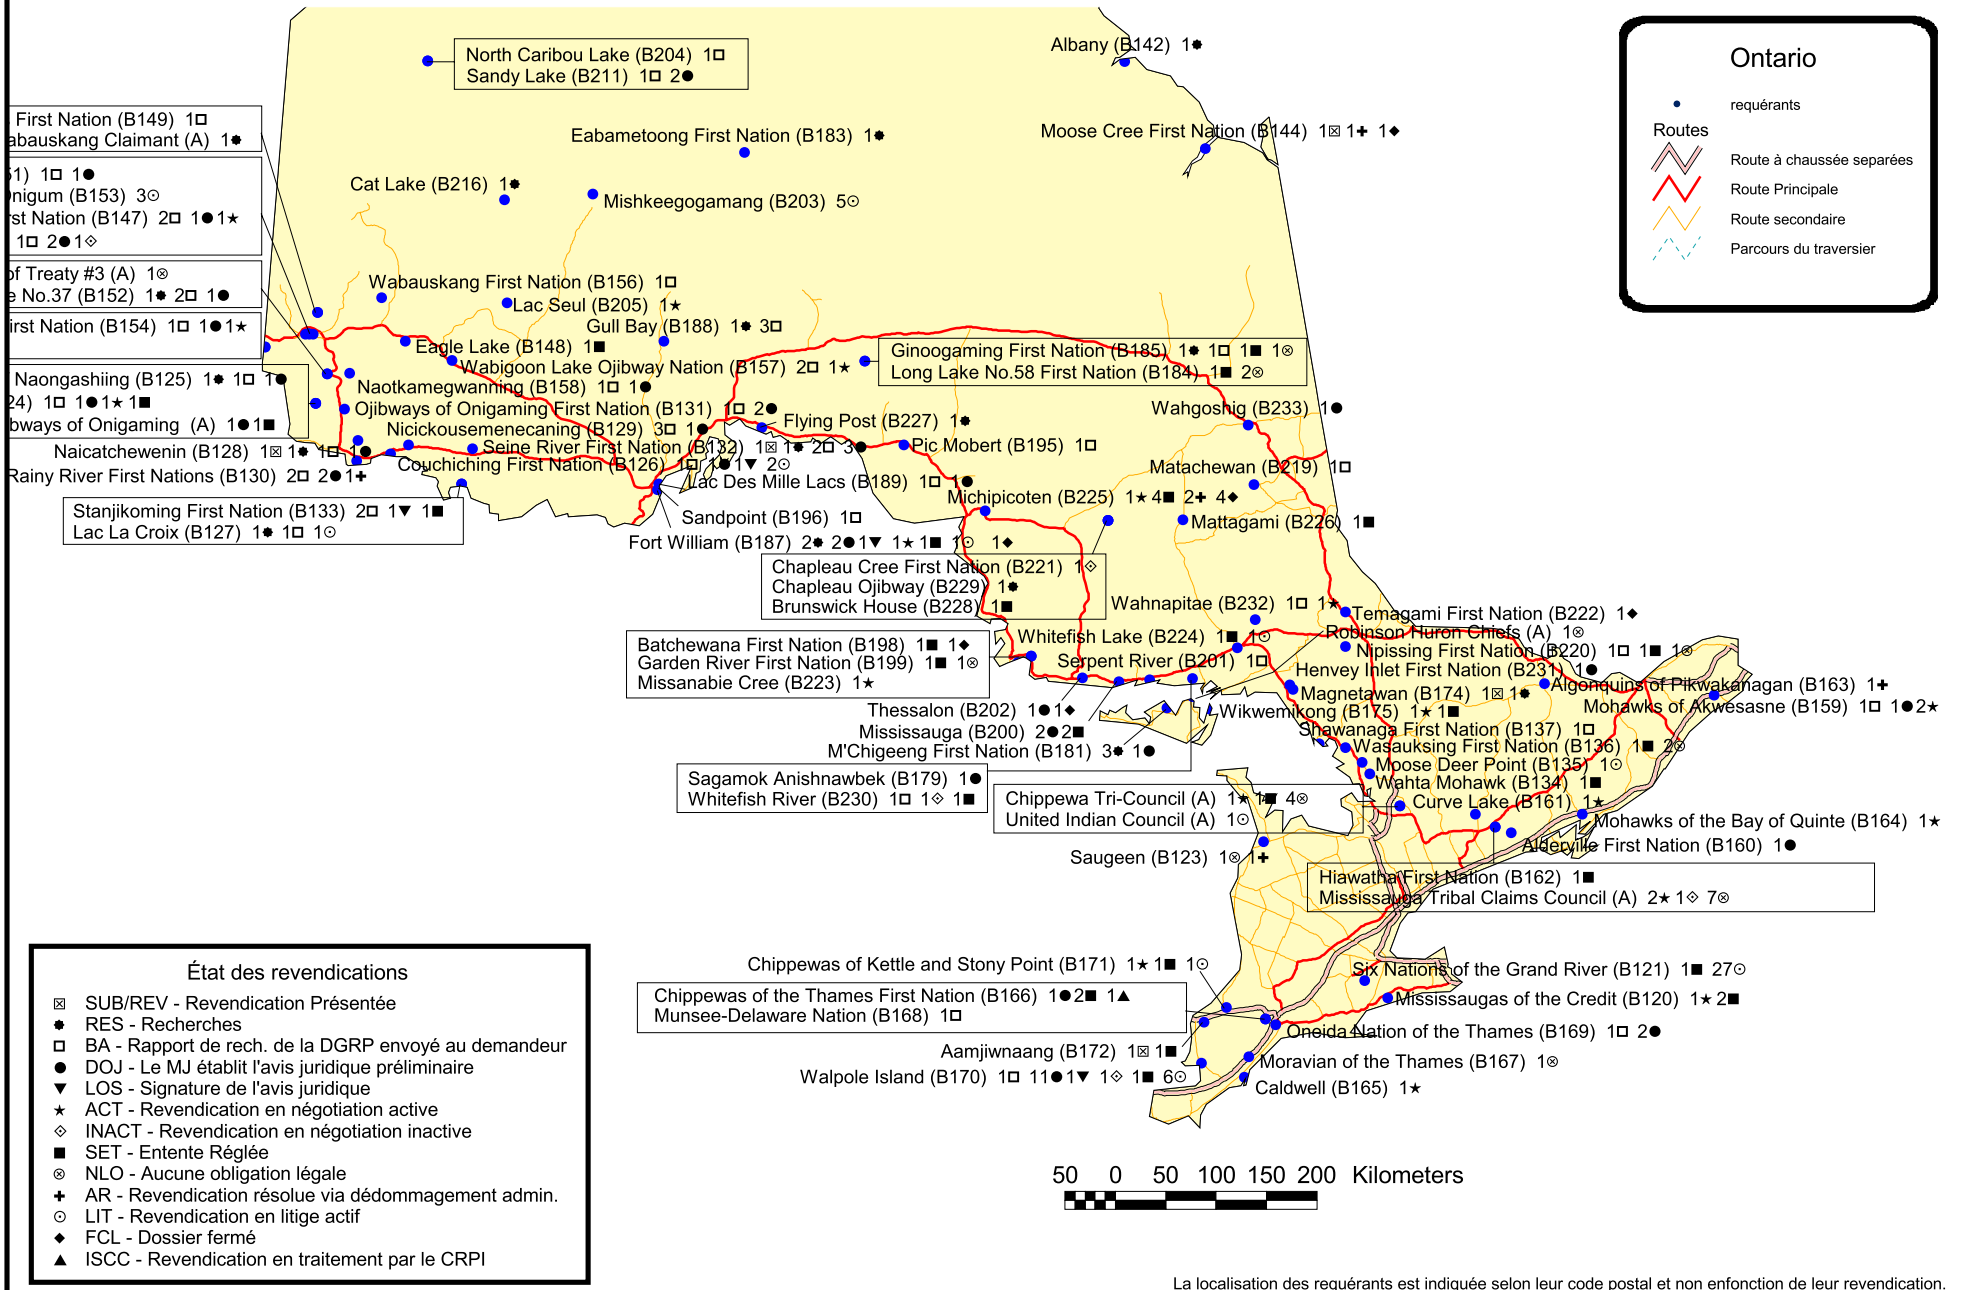 North Caribou Lake (B204) 1□
Sandy Lake (B211) 1□ 2●
Albany (B142) 1✹
Moose Cree First Nation (B144) 1☒ 1✚ 1◆
Eabametoong First Nation (B183) 1✹
Cat Lake (B216) 1✹
Mishkeegogamang (B203) 5⊙
First Nation (B149) 1□
abauskang Claimant (A) 1✹
51) 1□ 1●
Onigum (B153) 3⊙
rst Nation (B147) 2□ 1● 1★
1□ 2● 1◇
of Treaty #3 (A) 1⊗
e No.37 (B152) 1✹ 2□ 1●
irst Nation (B154) 1□ 1● 1★
Naongashiing (B125) 1✹ 1□ 1●
24) 1□ 1● 1★ 1■
bways of Onigaming (A) 1● 1■
Naicatchewenin (B128) 1☒ 1✹ 1□ 1●
Rainy River First Nations (B130) 2□ 2● 1✚
Stanjikoming First Nation (B133) 2□ 1▼ 1■
Lac La Croix (B127) 1✹ 1□ 1⊙
Wabauskang First Nation (B156) 1□
Lac Seul (B205) 1★
Gull Bay (B188) 1✹ 3□
Eagle Lake (B148) 1■
Wabigoon Lake Ojibway Nation (B157) 2□ 1★
Naotkamegwanning (B158) 1□ 1●
Ojibways of Onigaming First Nation (B131) 1□ 2●
Nicickousemenecaning (B129) 3□ 1●
Seine River First Nation (B132) 1☒ 1✹ 2□ 3●
Couchiching First Nation (B126) 1□ 1● 1▼ 2⊙
Lac Des Mille Lacs (B189) 1□ 1●
Sandpoint (B196) 1□
Fort William (B187) 2✹ 2● 1▼ 1★ 1■ 1⊙ 1◆
Ginoogaming First Nation (B185) 1✹ 1□ 1■ 1⊗
Long Lake No.58 First Nation (B184) 1■ 2⊗
Flying Post (B227) 1✹
Pic Mobert (B195) 1□
Wahgoshig (B233) 1●
Matachewan (B219) 1□
Michipicoten (B225) 1★ 4■ 2✚ 4◆
Mattagami (B226) 1■
Chapleau Cree First Nation (B221) 1◇
Chapleau Ojibway (B229) 1✹
Brunswick House (B228) 1■
Wahnapitae (B232) 1□ 1★
Temagami First Nation (B222) 1◆
Robinson Huron Chiefs (A) 1⊗
Whitefish Lake (B224) 1■ 1⊙
Nipissing First Nation (B220) 1□ 1■ 1⊗
Batchewana First Nation (B198) 1■ 1◆
Garden River First Nation (B199) 1■ 1⊗
Missanabie Cree (B223) 1★
Serpent River (B201) 1□
Henvey Inlet First Nation (B231) 1●
Algonquins of Pikwakanagan (B163) 1✚
Magnetawan (B174) 1☒ 1✹
Mohawks of Akwesasne (B159) 1□ 1● 2★
Thessalon (B202) 1● 1◆
Wikwemikong (B175) 1★ 1■
Mississauga (B200) 2● 2■
Shawanaga First Nation (B137) 1□
M'Chigeeng First Nation (B181) 3✹ 1●
Wasauksing First Nation (B136) 1■ 2⊗
Moose Deer Point (B135) 1⊙
Sagamok Anishnawbek (B179) 1●
Whitefish River (B230) 1□ 1◇ 1■
Wahta Mohawk (B134) 1■
Chippewa Tri-Council (A) 1★ 1■ 4⊗
United Indian Council (A) 1⊙
Curve Lake (B161) 1★
Mohawks of the Bay of Quinte (B164) 1★
Alderville First Nation (B160) 1●
Saugeen (B123) 1⊗ 1✚
Hiawatha First Nation (B162) 1■
Mississauga Tribal Claims Council (A) 2★ 1◇ 7⊗
Chippewas of Kettle and Stony Point (B171) 1★ 1■ 1⊙
Six Nations of the Grand River (B121) 1■ 27⊙
Chippewas of the Thames First Nation (B166) 1● 2■ 1▲
Munsee-Delaware Nation (B168) 1□
Mississaugas of the Credit (B120) 1★ 2■
Oneida Nation of the Thames (B169) 1□ 2●
Aamjiwnaang (B172) 1☒ 1■
Moravian of the Thames (B167) 1⊗
Walpole Island (B170) 1□ 11● 1▼ 1◇ 1■ 6⊙
Caldwell (B165) 1★
Ontario
requérants
Routes
Route à chaussée separées
Route Principale
Route secondaire
Parcours du traversier
État des revendications
☒ SUB/REV - Revendication Présentée
✹ RES - Recherches
□ BA - Rapport de rech. de la DGRP envoyé au demandeur
● DOJ - Le MJ établit l'avis juridique préliminaire
▼ LOS - Signature de l'avis juridique
★ ACT - Revendication en négotiation active
◇ INACT - Revendication en négotiation inactive
■ SET - Entente Réglée
⊗ NLO - Aucune obligation légale
✚ AR - Revendication résolue via dédommagement admin.
⊙ LIT - Revendication en litige actif
◆ FCL - Dossier fermé
▲ ISCC - Revendication en traitement par le CRPI
50 0 50 100 150 200 Kilometers
La localisation des requérants est indiquée selon leur code postal et non enfonction de leur revendication.